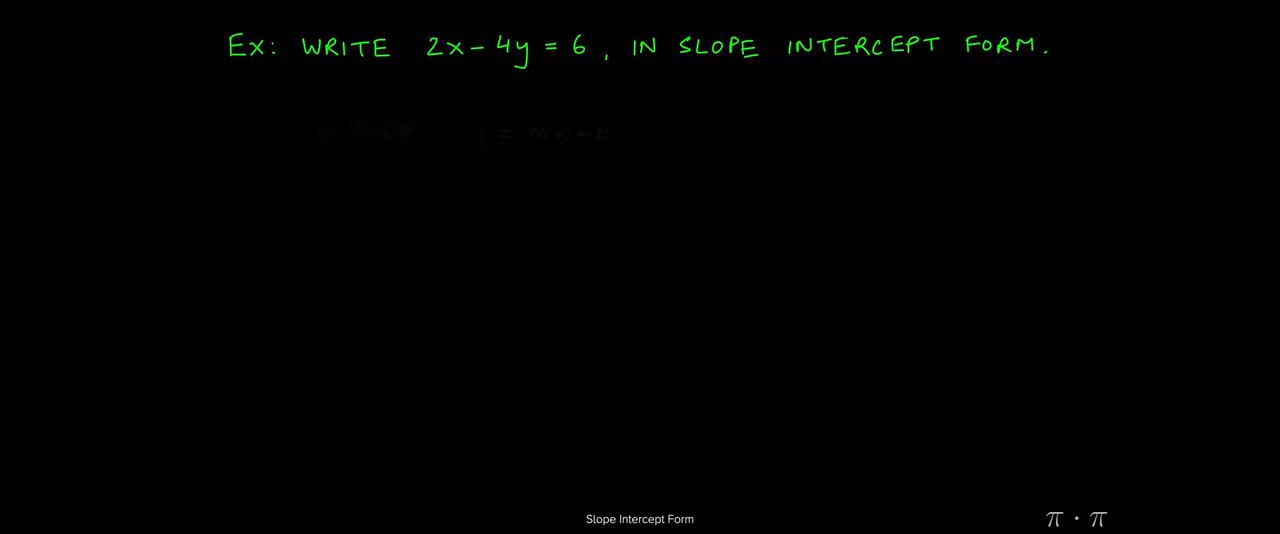 Ex: WRITE 2x - 4y = 6, IN SLOPE INTERCEPT FORM.
Slope Intercept Form
π · π